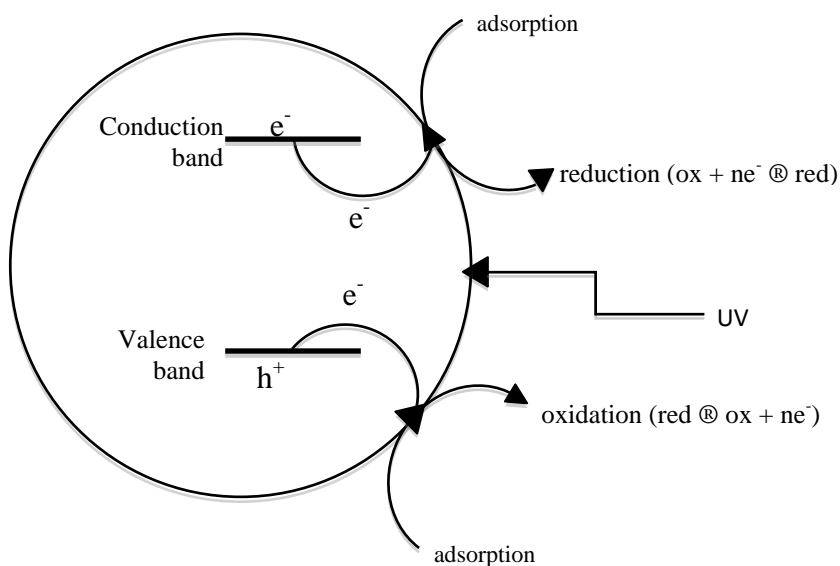 adsorption
Conduction
band
e⁻
reduction (ox + ne⁻ ® red)
e⁻
e⁻
UV
Valence
band
h⁺
oxidation (red ® ox + ne⁻)
adsorption